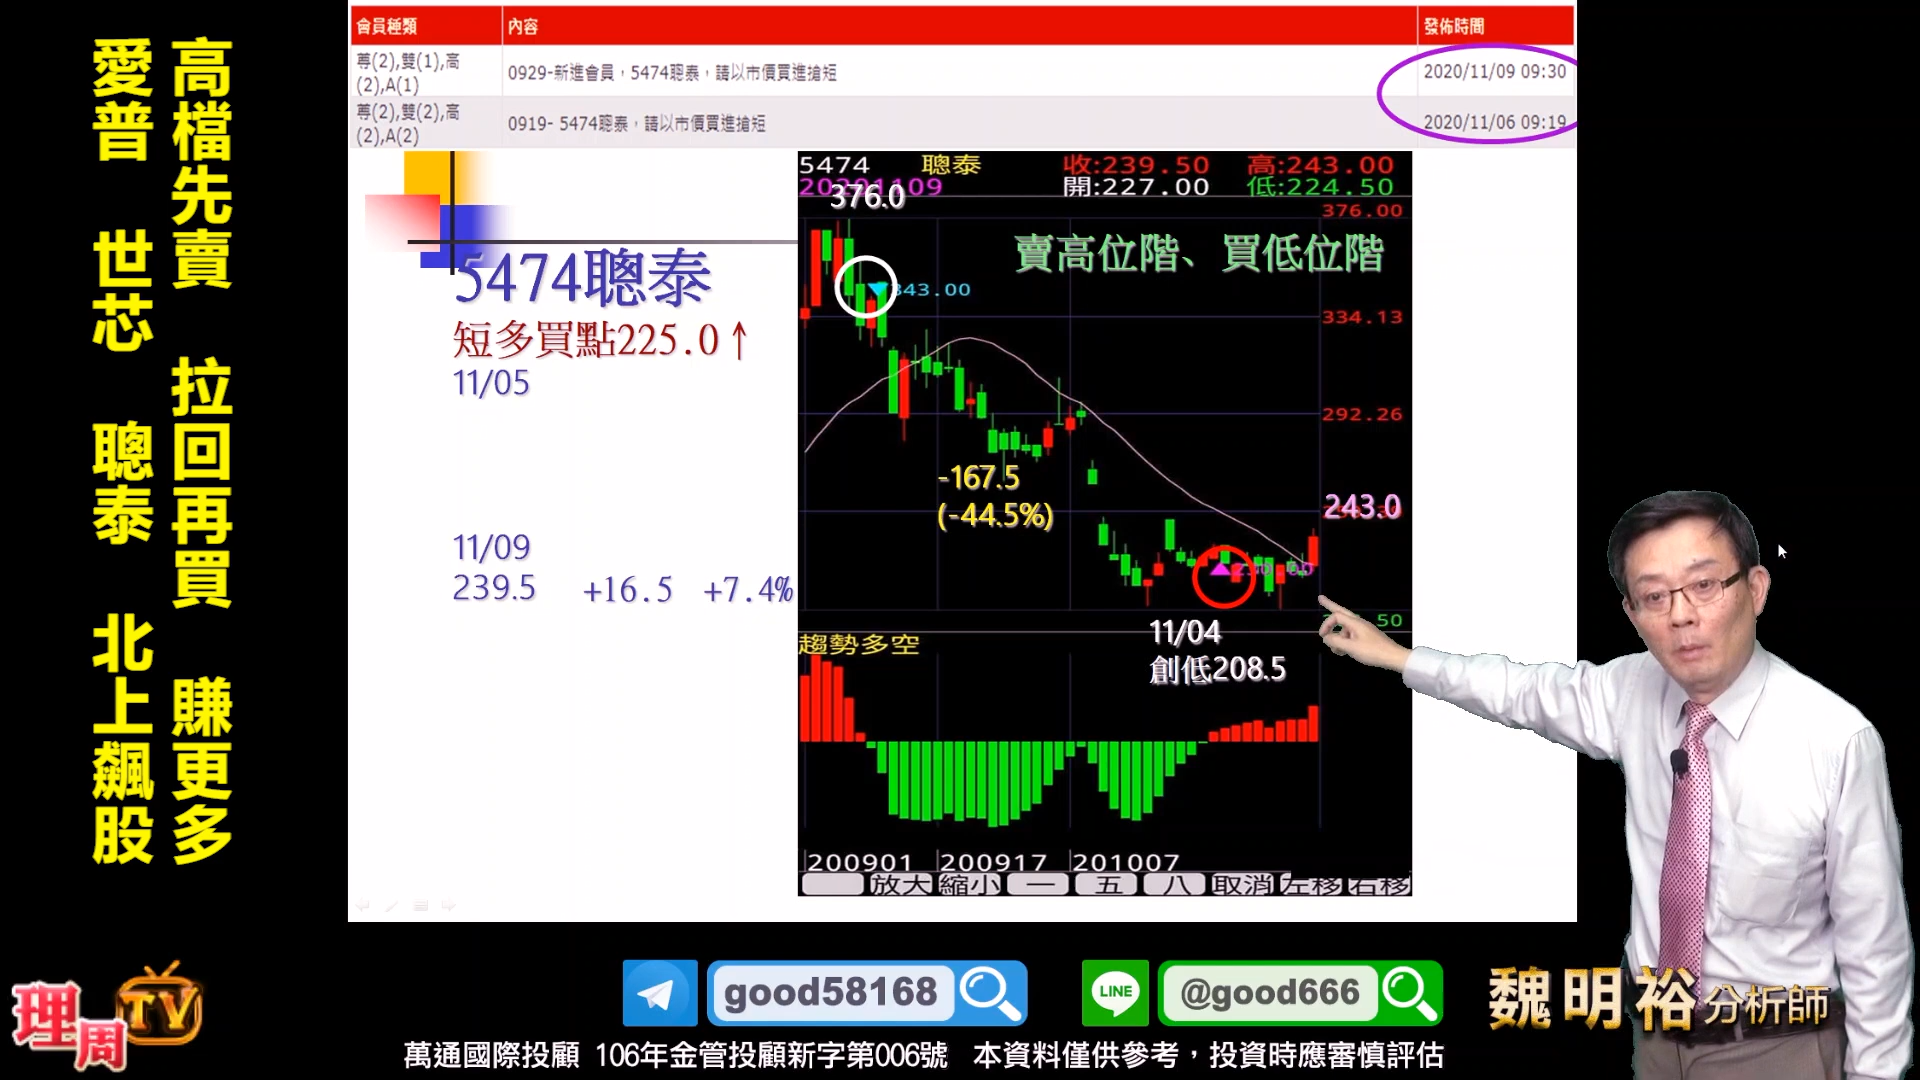 高檔先賣 拉回再買 賺更多
愛普 世芯 聰泰 北上飆股
會員種類 內容 發佈時間
尊(2),雙(1),高(2),A(1) 0929-新進會員，5474聰泰，請以市價買進搶短 2020/11/09 09:30
尊(2),雙(2),高(2),A(2) 0919- 5474聰泰，請以市價買進搶短 2020/11/06 09:19
5474聰泰
短多買點225.0↑
11/05
11/09
239.5 +16.5 +7.4%
5474 聰泰 收:239.50 高:243.00
20201109 開:227.00 低:224.50
376.0
376.00
賣高位階、買低位階
343.00
334.13
292.26
-167.5
(-44.5%)
243.0
230.00
11/04
創低208.5
50
趨勢多空
200901 200917 201007
放大 縮小 一 五 八 取消 左移 右移
理周TV
good58168
LINE
@good666
魏明裕 分析師
萬通國際投顧 106年金管投顧新字第006號 本資料僅供參考，投資時應審慎評估